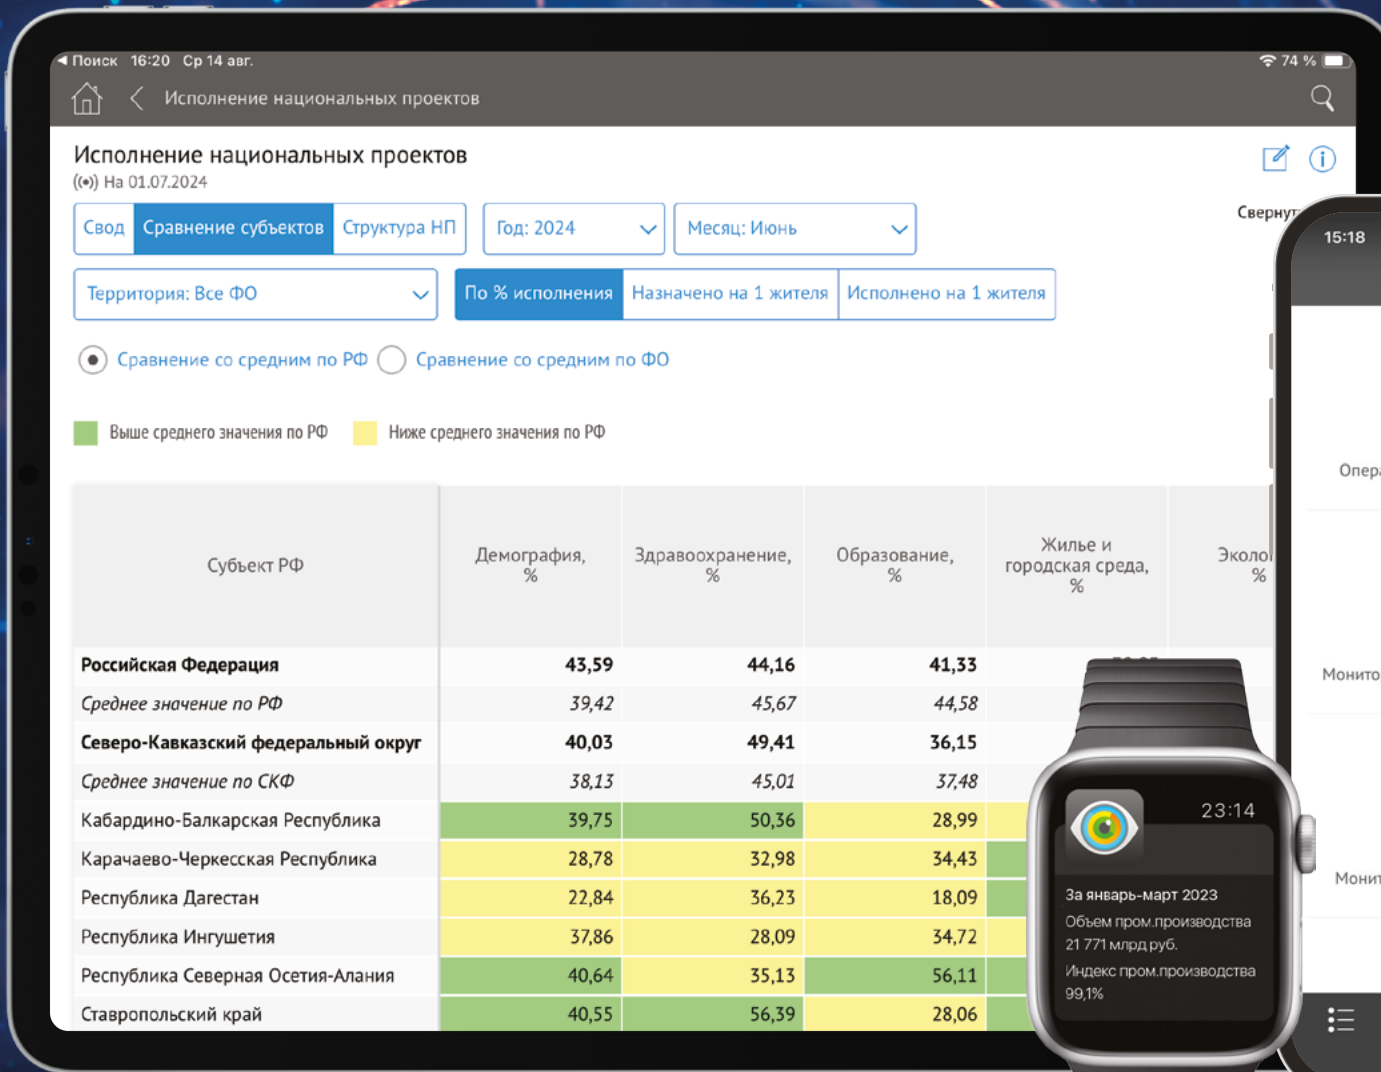 Поиск 16:20 Ср 14 авг.
74 %
Исполнение национальных проектов
Исполнение национальных проектов
На 01.07.2024
Свод Сравнение субъектов Структура НП Год: 2024 Месяц: Июнь
Территория: Все ФО По % исполнения Назначено на 1 жителя Исполнено на 1 жителя
Сравнение со средним по РФ Сравнение со средним по ФО
Выше среднего значения по РФ Ниже среднего значения по РФ
Субъект РФ
Демография,
%
Здравоохранение,
%
Образование,
%
Жилье и
городская среда,
%
%
Российская Федерация 43,59 44,16 41,33
Среднее значение по РФ 39,42 45,67 44,58
Северо-Кавказский федеральный округ 40,03 49,41 36,15
Среднее значение по СКФ 38,13 45,01 37,48
Кабардино-Балкарская Республика 39,75 50,36 28,99
Карачаево-Черкесская Республика 28,78 32,98 34,43
Республика Дагестан 22,84 36,23 18,09
Республика Ингушетия 37,86 28,09 34,72
Республика Северная Осетия-Алания 40,64 35,13 56,11
Ставропольский край 40,55 56,39 28,06
23:14
За январь-март 2023
Объем пром.производства
21 771 млрд руб.
Индекс пром.производства
99,1%
15:18